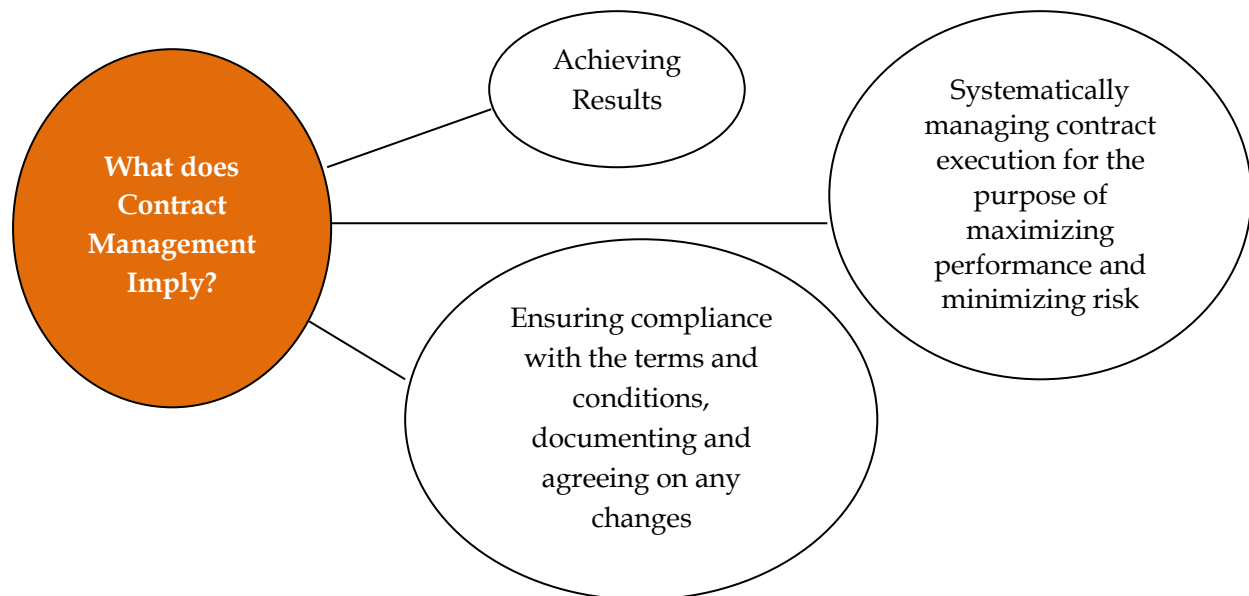 What does
Contract
Management
Imply?
Achieving
Results
Systematically
managing contract
execution for the
purpose of
maximizing
performance and
minimizing risk
Ensuring compliance
with the terms and
conditions,
documenting and
agreeing on any
changes